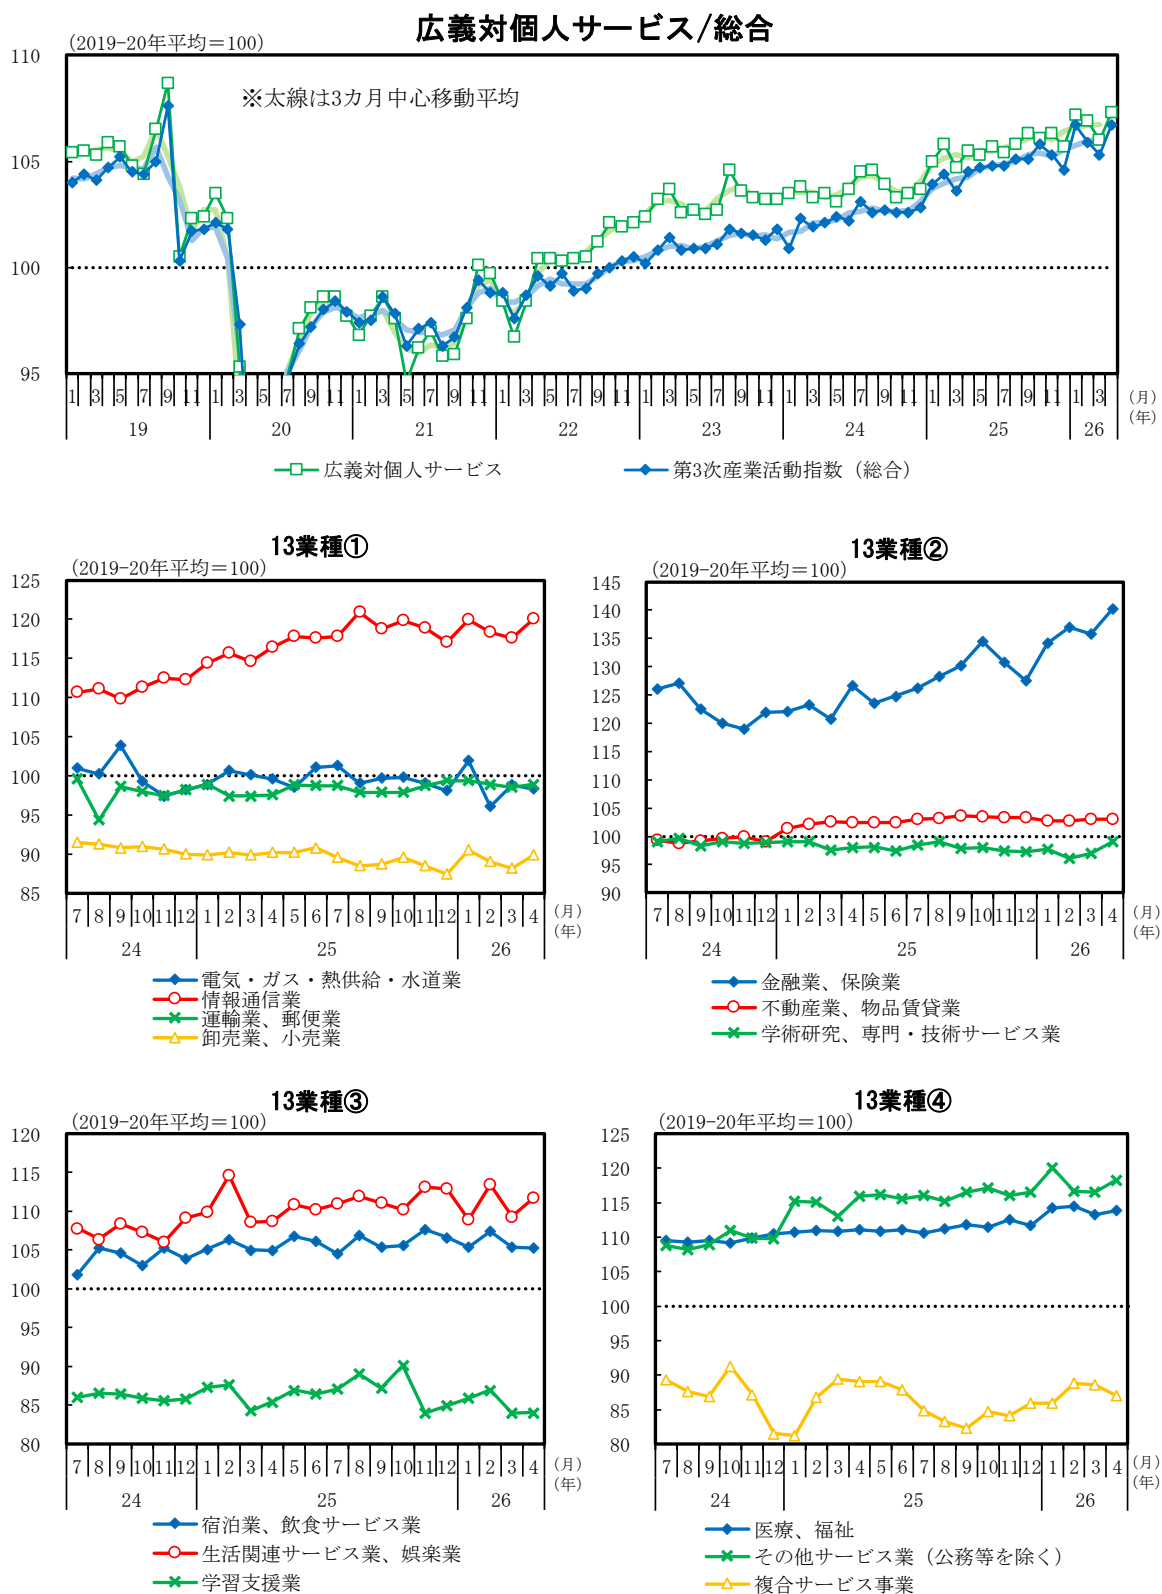 広義対個人サービス/総合
(2019-20年平均＝100)
※太線は3カ月中心移動平均
110
105
100
95
1 3 5 7 9 11 1 3 5 7 9 11 1 3 5 7 9 11 1 3 5 7 9 11 1 3 5 7 9 11 1 3 5 7 9 11 1 3 5 7 9 11 1 3 (月)
19 20 21 22 23 24 25 26 (年)
広義対個人サービス 第3次産業活動指数（総合）
13業種①
(2019-20年平均＝100)
125
120
115
110
105
100
95
90
85
7 8 9 10 11 12 1 2 3 4 5 6 7 8 9 10 11 12 1 2 3 4 (月)
24 25 26 (年)
電気・ガス・熱供給・水道業
情報通信業
運輸業、郵便業
卸売業、小売業
13業種②
(2019-20年平均＝100)
145
140
135
130
125
120
115
110
105
100
95
90
7 8 9 10 11 12 1 2 3 4 5 6 7 8 9 10 11 12 1 2 3 4 (月)
24 25 26 (年)
金融業、保険業
不動産業、物品賃貸業
学術研究、専門・技術サービス業
13業種③
(2019-20年平均＝100)
120
115
110
105
100
95
90
85
80
7 8 9 10 11 12 1 2 3 4 5 6 7 8 9 10 11 12 1 2 3 4 (月)
24 25 26 (年)
宿泊業、飲食サービス業
生活関連サービス業、娯楽業
学習支援業
13業種④
(2019-20年平均＝100)
125
120
115
110
105
100
95
90
85
80
7 8 9 10 11 12 1 2 3 4 5 6 7 8 9 10 11 12 1 2 3 4 (月)
24 25 26 (年)
医療、福祉
その他サービス業（公務等を除く）
複合サービス事業